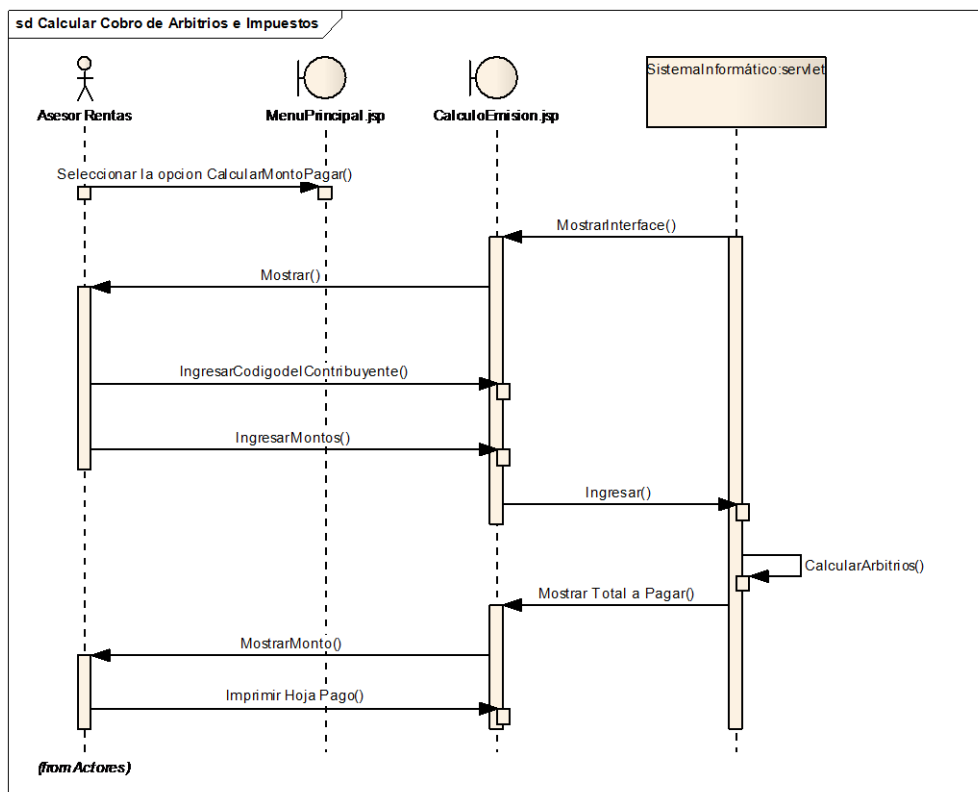 sd Calcular Cobro de Arbitrios e Impuestos
Asesor Rentas
MenuPrincipal.jsp
CalculoEmision.jsp
SistemaInformático:servlet
Seleccionar la opcion CalcularMontoPagar()
MostrarInterface()
Mostrar()
IngresarCodigodelContribuyente()
IngresarMontos()
Ingresar()
CalcularArbitrios()
Mostrar Total a Pagar()
MostrarMonto()
Imprimir Hoja Pago()
(from Actores)